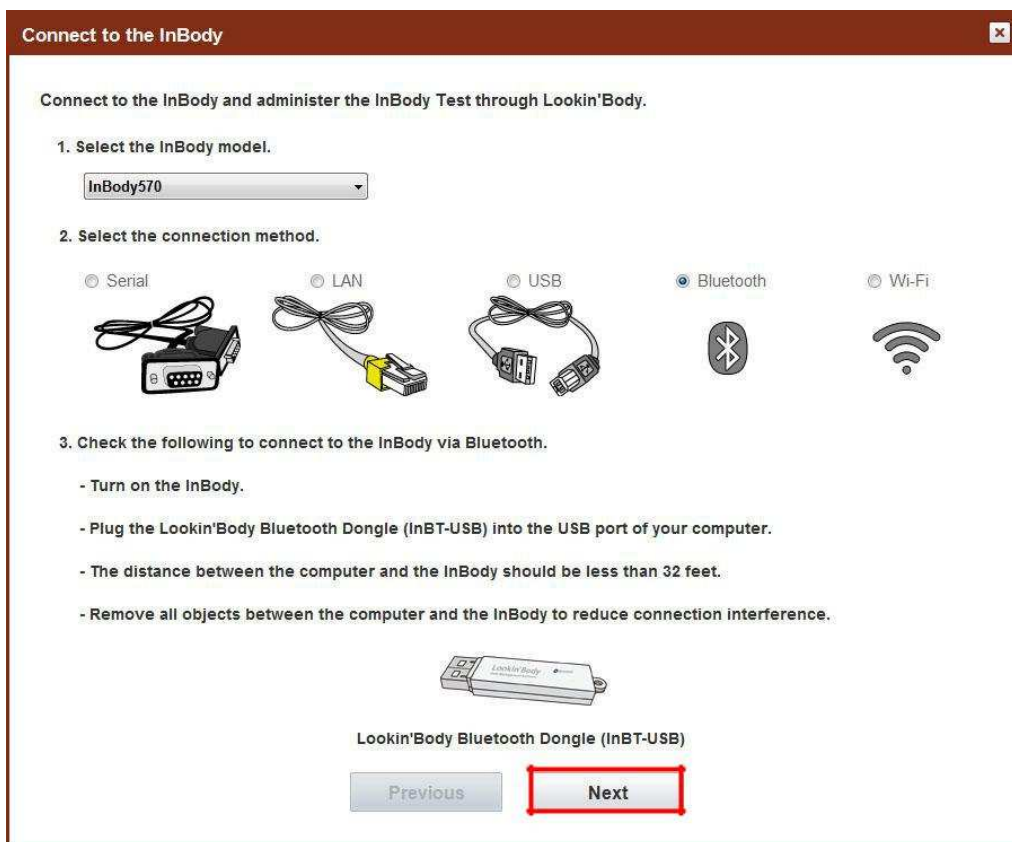 Connect to the InBody
Connect to the InBody and administer the InBody Test through Lookin'Body.
1. Select the InBody model.
InBody570
2. Select the connection method.
Serial
LAN
USB
Bluetooth
Wi-Fi
3. Check the following to connect to the InBody via Bluetooth.
- Turn on the InBody.
- Plug the Lookin'Body Bluetooth Dongle (InBT-USB) into the USB port of your computer.
- The distance between the computer and the InBody should be less than 32 feet.
- Remove all objects between the computer and the InBody to reduce connection interference.
Lookin'Body
Lookin'Body Bluetooth Dongle (InBT-USB)
Previous
Next